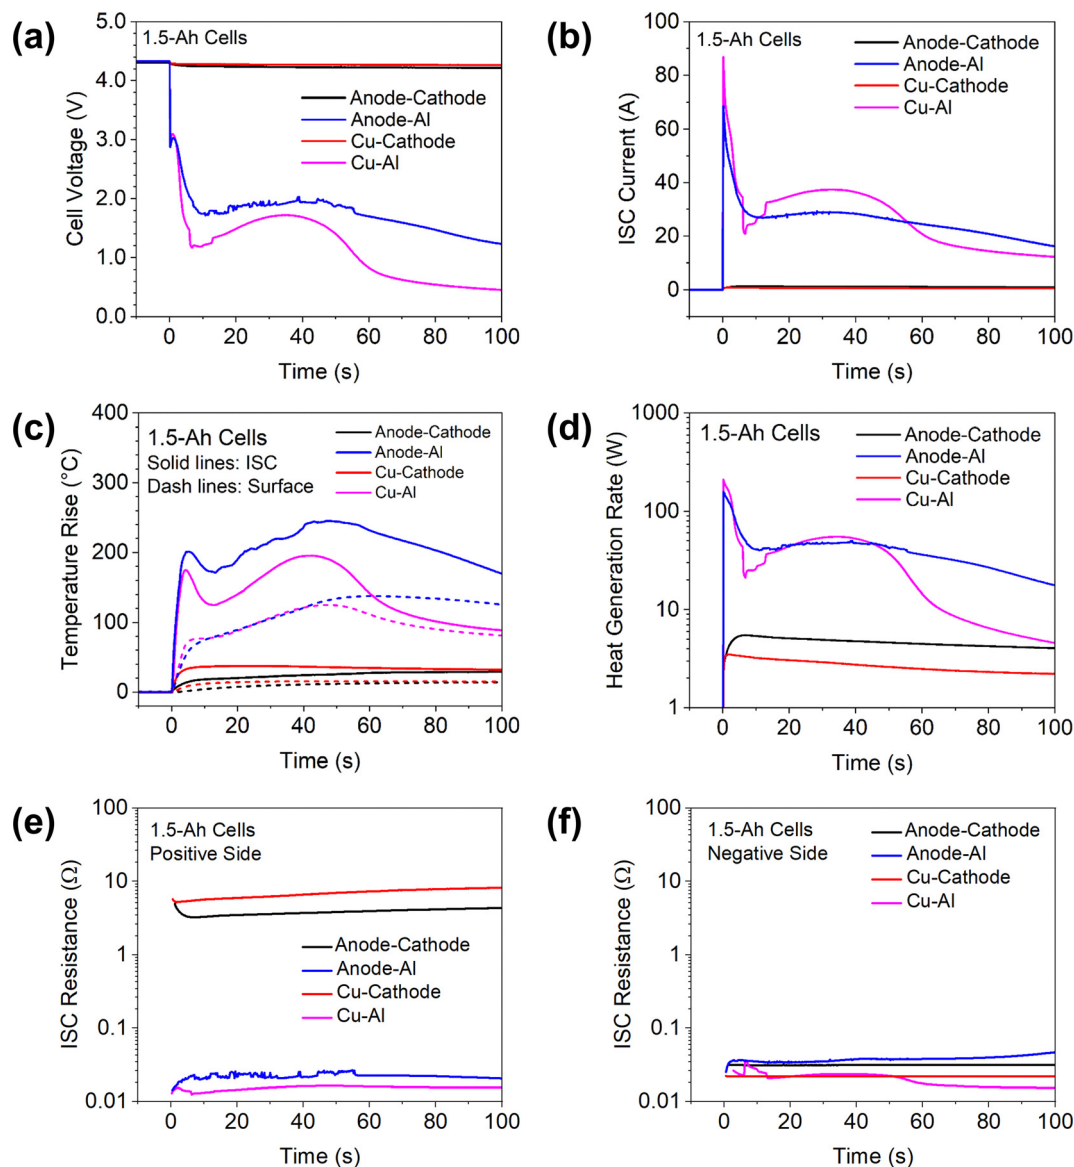 (a)
1.5-Ah Cells
Anode-Cathode
Anode-Al
Cu-Cathode
Cu-Al
Cell Voltage (V)
5.0
4.0
3.0
2.0
1.0
0.0
0 20 40 60 80 100
Time (s)
(b)
1.5-Ah Cells
Anode-Cathode
Anode-Al
Cu-Cathode
Cu-Al
ISC Current (A)
100
80
60
40
20
0
0 20 40 60 80 100
Time (s)
(c)
1.5-Ah Cells
Solid lines: ISC
Dash lines: Surface
Anode-Cathode
Anode-Al
Cu-Cathode
Cu-Al
Temperature Rise (°C)
400
300
200
100
0
0 20 40 60 80 100
Time (s)
(d)
1.5-Ah Cells
Anode-Cathode
Anode-Al
Cu-Cathode
Cu-Al
Heat Generation Rate (W)
1000
100
10
1
0 20 40 60 80 100
Time (s)
(e)
1.5-Ah Cells
Positive Side
Anode-Cathode
Anode-Al
Cu-Cathode
Cu-Al
ISC Resistance (Ω)
100
10
1
0.1
0.01
0 20 40 60 80 100
Time (s)
(f)
1.5-Ah Cells
Negative Side
Anode-Cathode
Anode-Al
Cu-Cathode
Cu-Al
ISC Resistance (Ω)
100
10
1
0.1
0.01
0 20 40 60 80 100
Time (s)